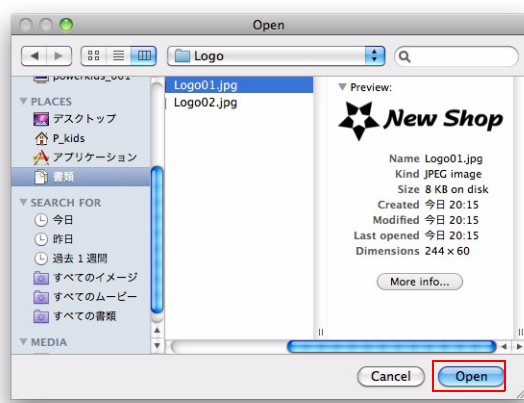 Open
Logo
powerkids_001
PLACES
デスクトップ
P_kids
アプリケーション
書類
SEARCH FOR
今日
昨日
過去 1 週間
すべてのイメージ
すべてのムービー
すべての書類
MEDIA
Logo01.jpg
Logo02.jpg
Preview:
New Shop
Name Logo01.jpg
Kind JPEG image
Size 8 KB on disk
Created 今日 20:15
Modified 今日 20:15
Last opened 今日 20:15
Dimensions 244 × 60
More info...
Cancel
Open